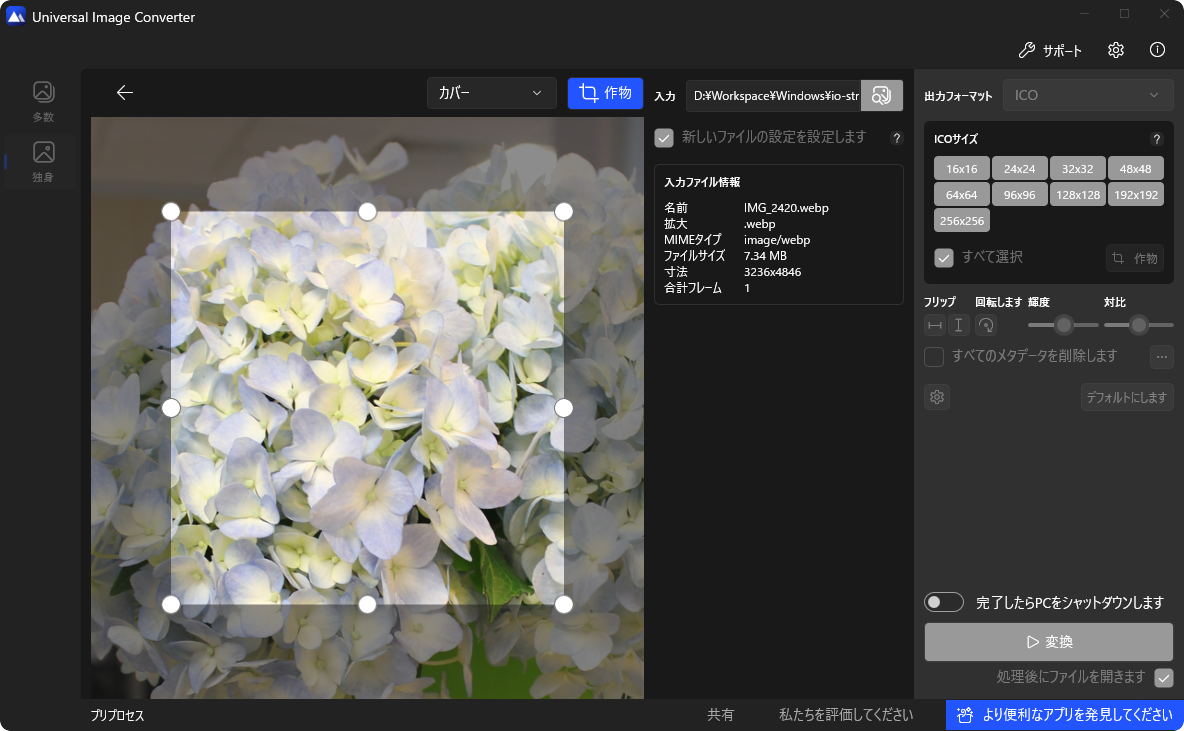 Universal Image Converter
サポート
多数
独身
カバー
作物
入力
D:¥Workspace¥Windows¥io-str
新しいファイルの設定を設定します
?
入力ファイル情報
名前 IMG_2420.webp
拡大 .webp
MIMEタイプ image/webp
ファイルサイズ 7.34 MB
寸法 3236x4846
合計フレーム 1
出力フォーマット
ICO
ICOサイズ
?
16x16 24x24 32x32 48x48
64x64 96x96 128x128 192x192
256x256
すべて選択
作物
フリップ 回転します 輝度 対比
すべてのメタデータを削除します
...
デフォルトにします
完了したらPCをシャットダウンします
変換
処理後にファイルを開きます
プリプロセス
共有
私たちを評価してください
より便利なアプリを発見してください